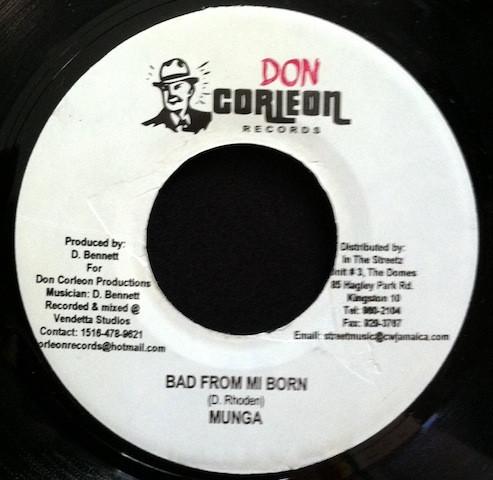 DON
CORLEON
RECORDS
Produced by:
D. Bennett
For
Don Corleon Productions
Musician: D. Bennett
Recorded & mixed @
Vendetta Studios
Contact: 1516-478-9621
orleonrecords@hotmail.com
Distributed by:
In The Streetz
Unit # 3, The Domes
85 Hagley Park Rd.
Kingston 10
Tel: 960-2104
Fax: 929-3767
Email: streetmusic@cwjamaica.com
BAD FROM MI BORN
(D. Rhoden)
MUNGA